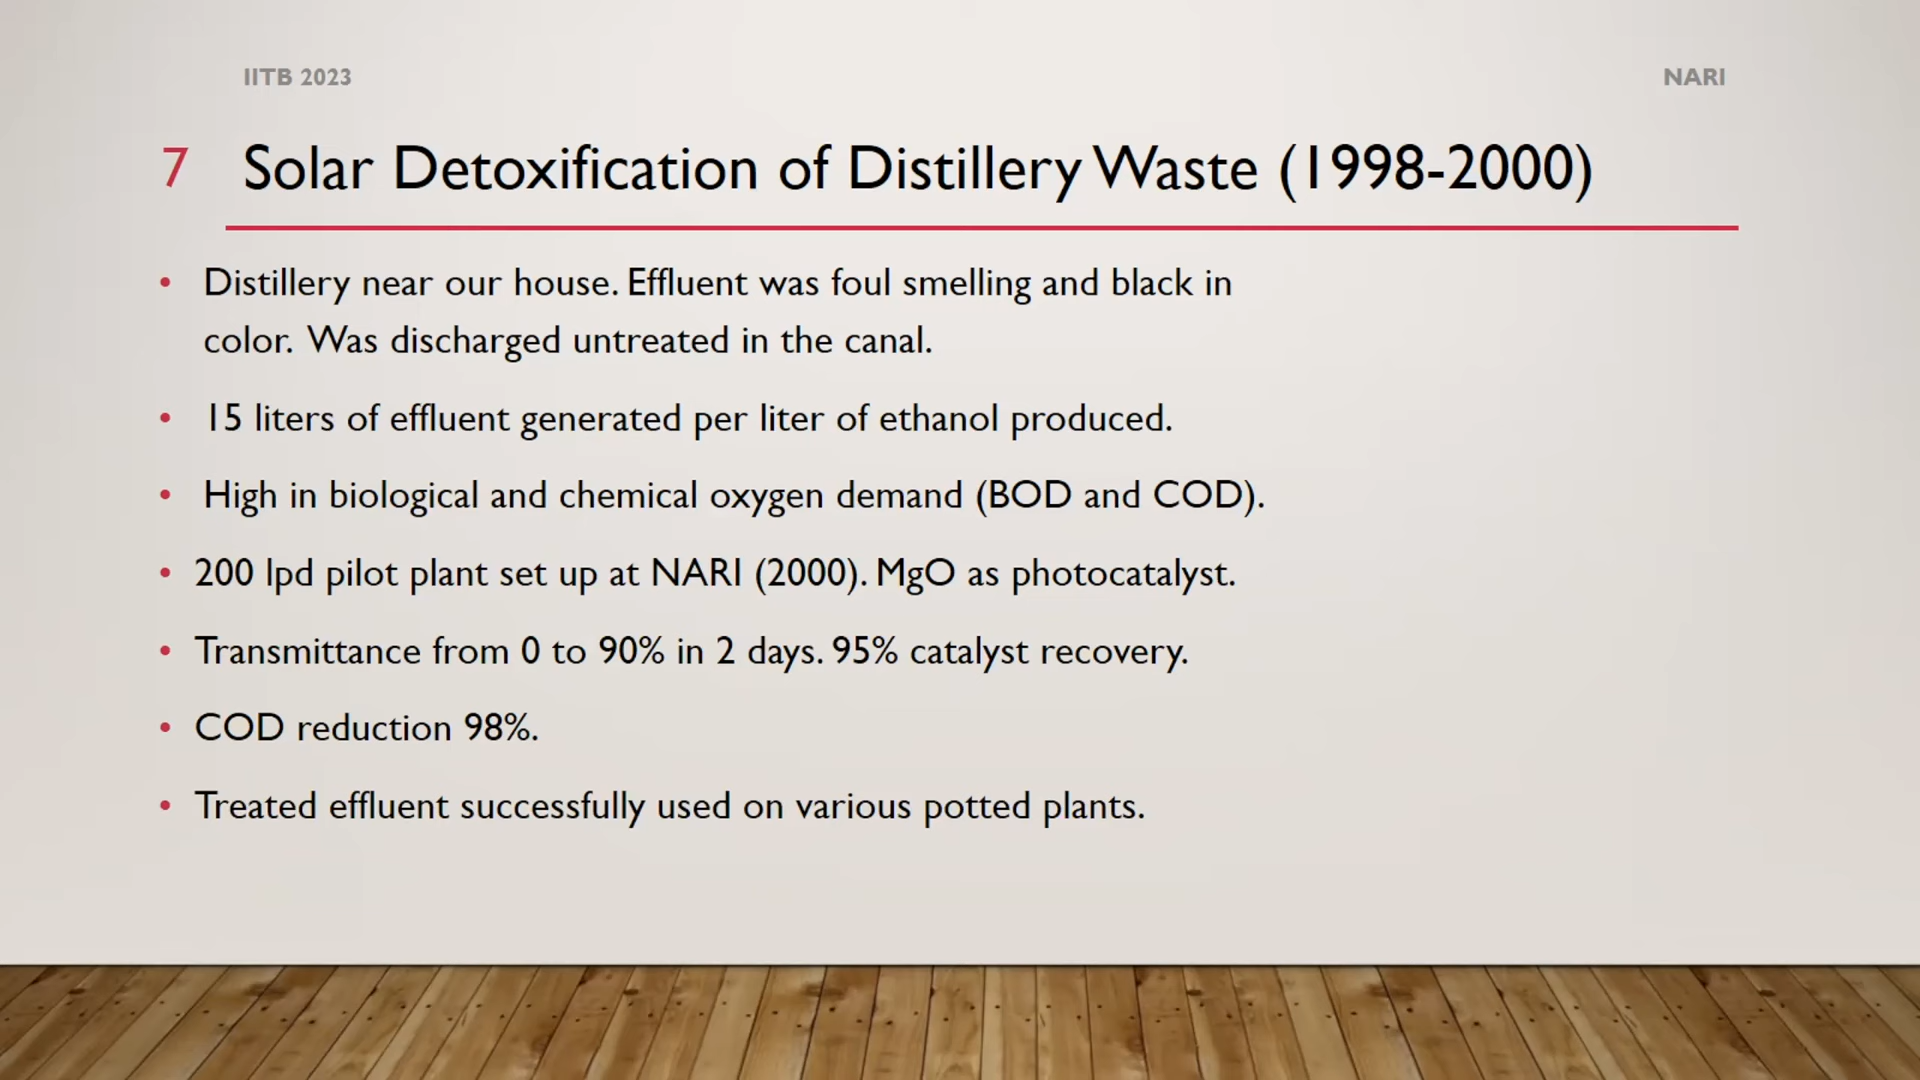 IITB 2023
NARI
7
Solar Detoxification of Distillery Waste (1998-2000)
• Distillery near our house. Effluent was foul smelling and black in
color. Was discharged untreated in the canal.
• 15 liters of effluent generated per liter of ethanol produced.
• High in biological and chemical oxygen demand (BOD and COD).
• 200 lpd pilot plant set up at NARI (2000). MgO as photocatalyst.
• Transmittance from 0 to 90% in 2 days. 95% catalyst recovery.
• COD reduction 98%.
• Treated effluent successfully used on various potted plants.